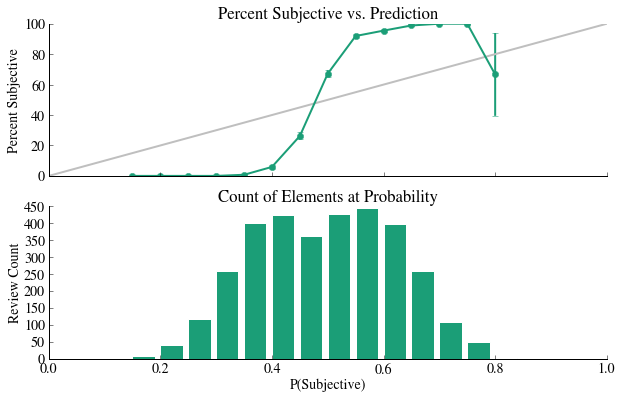 Percent Subjective vs. Prediction
100
80
60
40
20
0
Percent Subjective
Count of Elements at Probability
450
400
350
300
250
200
150
100
50
0
Review Count
0.0 0.2 0.4 0.6 0.8 1.0
P(Subjective)